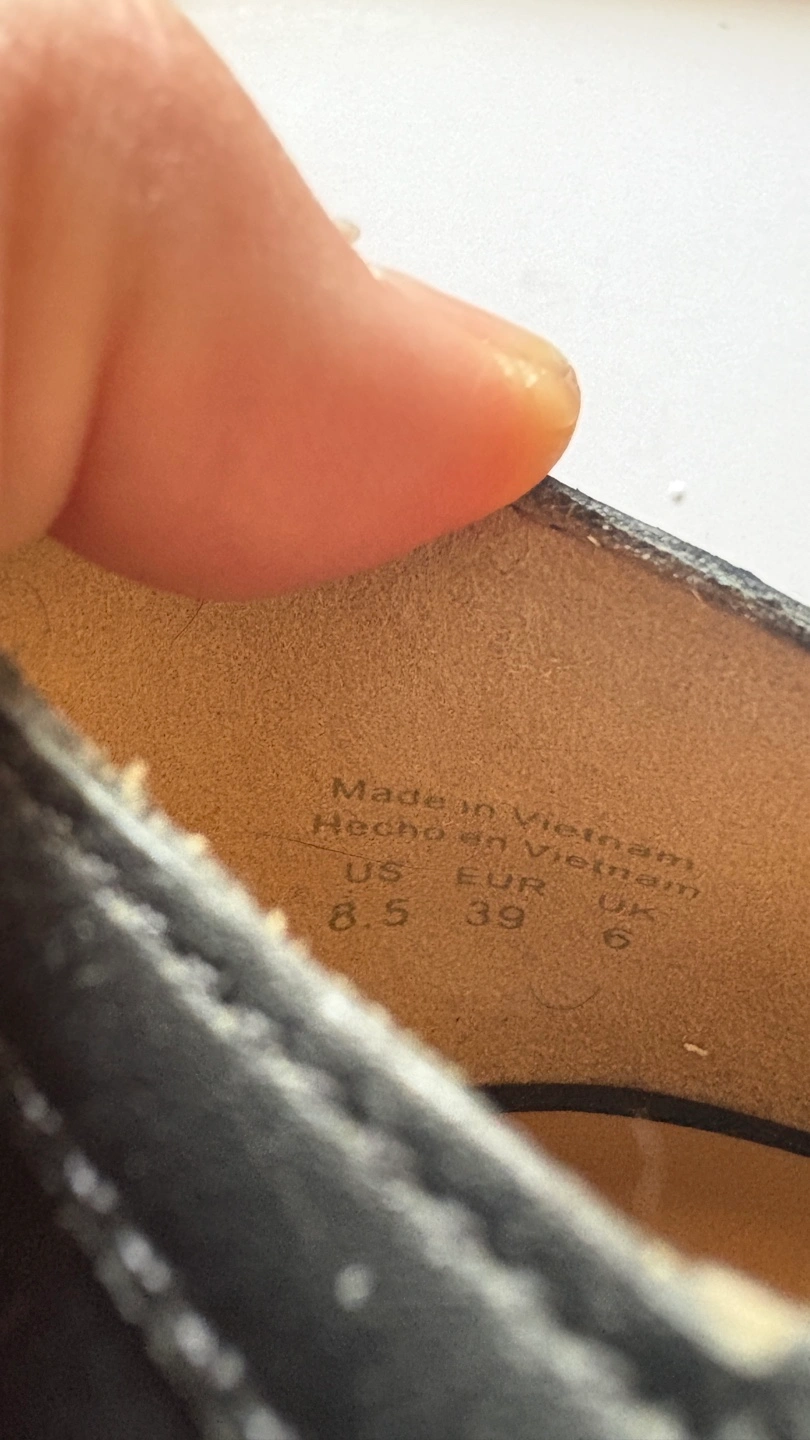 Made in Vietnam
Hecho en Vietnam
US EUR UK
8.5 39 6